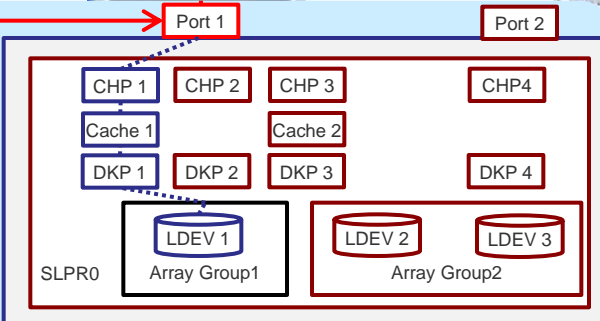 Port 1
Port 2
CHP 1
CHP 2
CHP 3
CHP4
Cache 1
Cache 2
DKP 1
DKP 2
DKP 3
DKP 4
LDEV 1
LDEV 2
LDEV 3
SLPR0
Array Group1
Array Group2